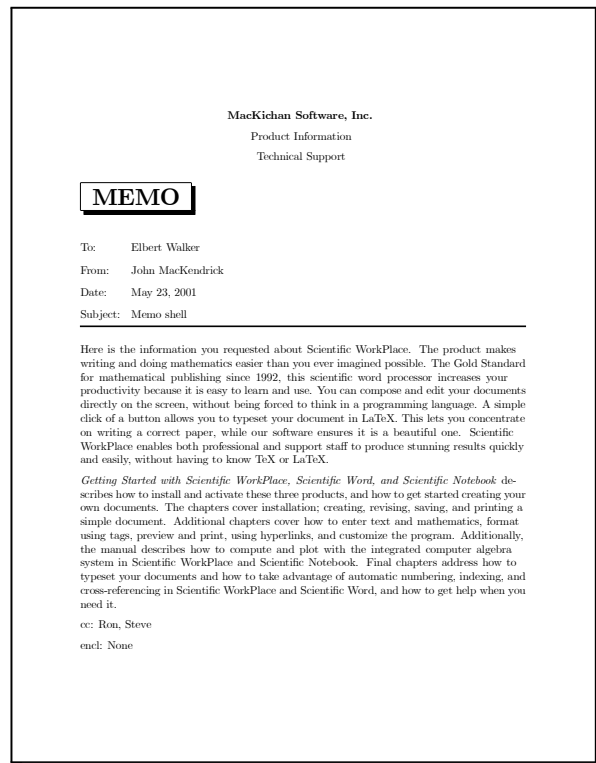 MacKichan Software, Inc.
Product Information
Technical Support
MEMO
To: Elbert Walker
From: John MacKendrick
Date: May 23, 2001
Subject: Memo shell
Here is the information you requested about Scientific WorkPlace. The product makes
writing and doing mathematics easier than you ever imagined possible. The Gold Standard
for mathematical publishing since 1992, this scientific word processor increases your
productivity because it is easy to learn and use. You can compose and edit your documents
directly on the screen, without being forced to think in a programming language. A simple
click of a button allows you to typeset your document in LaTeX. This lets you concentrate
on writing a correct paper, while our software ensures it is a beautiful one. Scientific
WorkPlace enables both professional and support staff to produce stunning results quickly
and easily, without having to know TeX or LaTeX.
Getting Started with Scientific WorkPlace, Scientific Word, and Scientific Notebook de-
scribes how to install and activate these three products, and how to get started creating your
own documents. The chapters cover installation; creating, revising, saving, and printing a
simple document. Additional chapters cover how to enter text and mathematics, format
using tags, preview and print, using hyperlinks, and customize the program. Additionally,
the manual describes how to compute and plot with the integrated computer algebra
system in Scientific WorkPlace and Scientific Notebook. Final chapters address how to
typeset your documents and how to take advantage of automatic numbering, indexing, and
cross-referencing in Scientific WorkPlace and Scientific Word, and how to get help when you
need it.
cc: Ron, Steve
encl: None